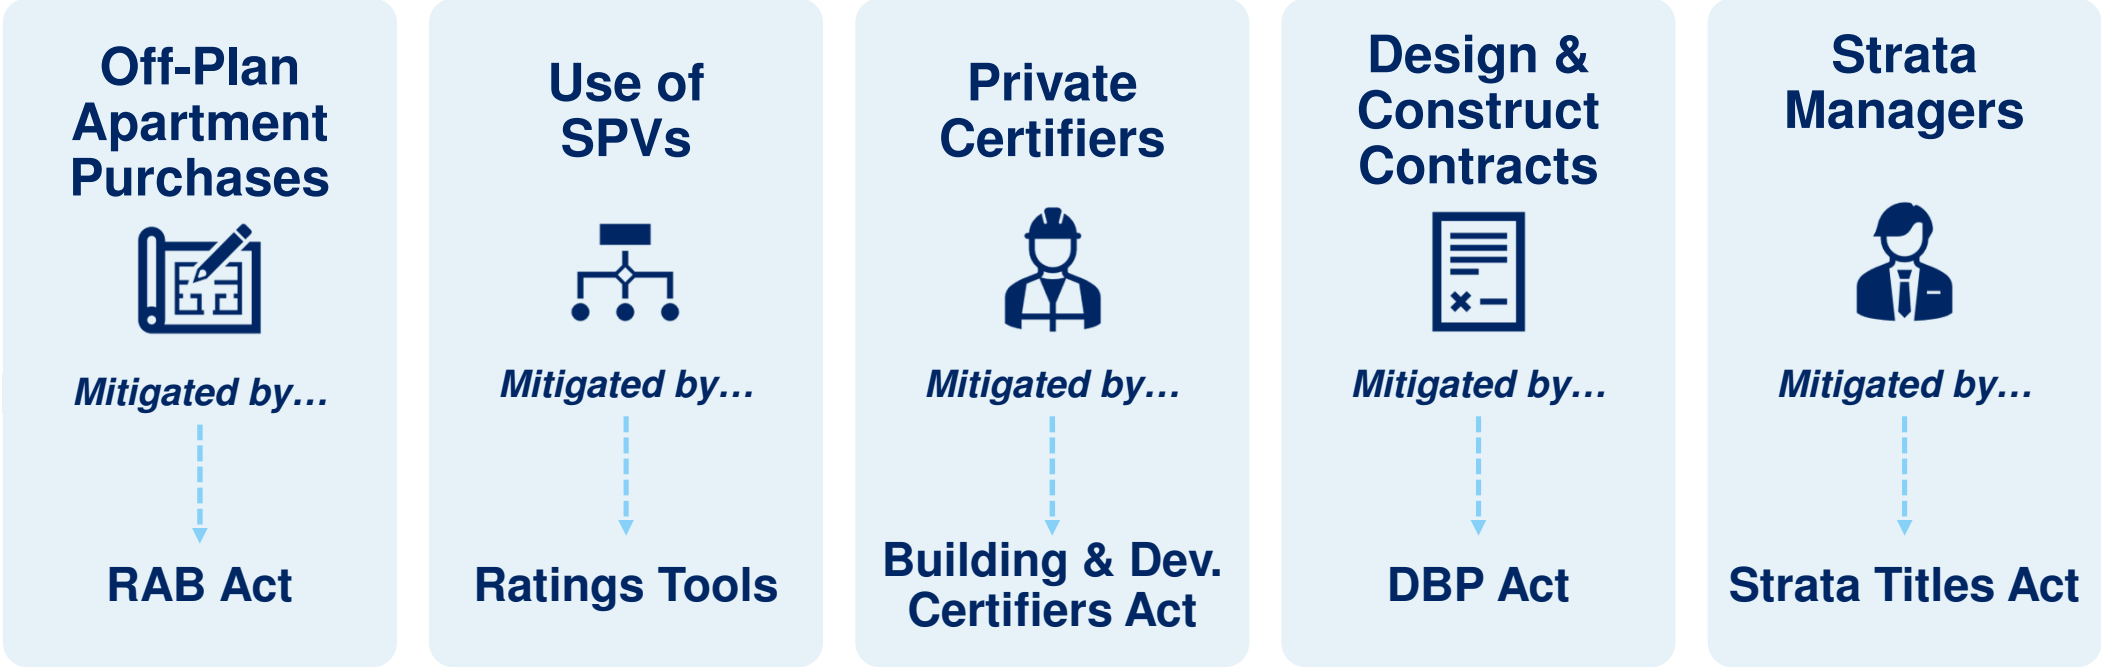 Off-Plan
Apartment
Purchases
Mitigated by...
RAB Act
Use of
SPVs
Mitigated by...
Ratings Tools
Private
Certifiers
Mitigated by...
Building & Dev.
Certifiers Act
Design &
Construct
Contracts
Mitigated by...
DBP Act
Strata
Managers
Mitigated by...
Strata Titles Act